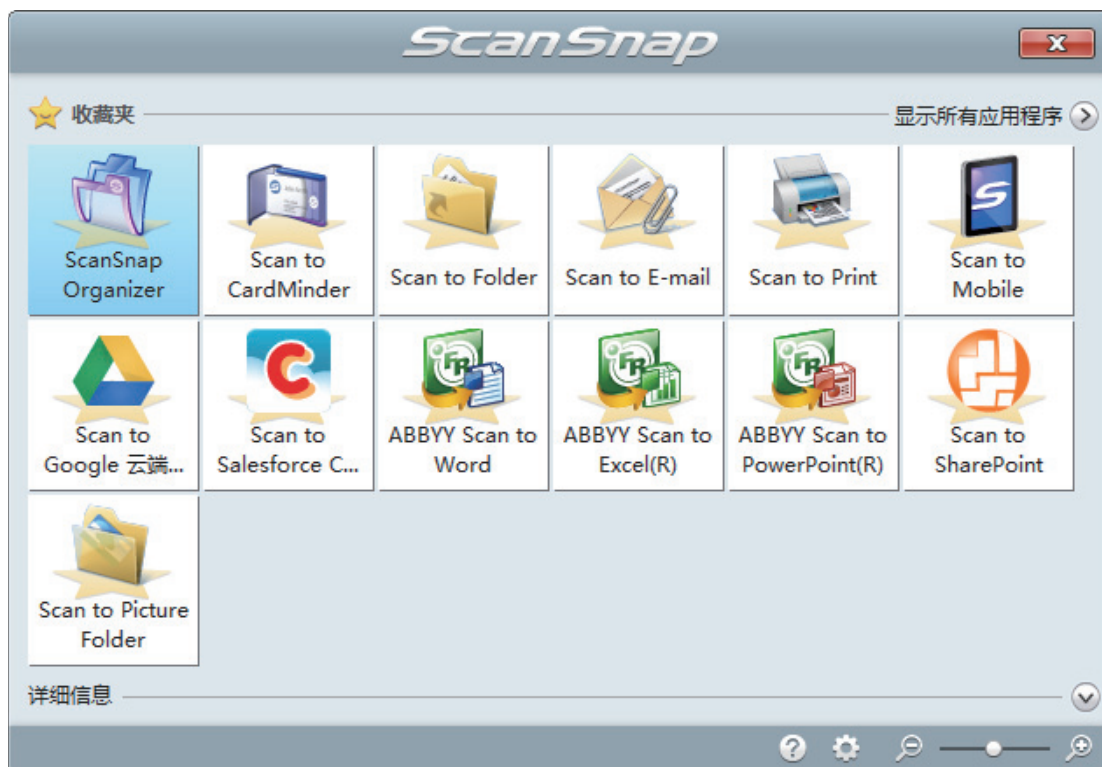 ScanSnap
收藏夹
显示所有应用程序
ScanSnap
Organizer
Scan to
CardMinder
Scan to Folder
Scan to E-mail
Scan to Print
Scan to
Mobile
Scan to
Google 云端...
Scan to
Salesforce C...
ABBYY Scan to
Word
ABBYY Scan to
Excel(R)
ABBYY Scan to
PowerPoint(R)
Scan to
SharePoint
Scan to Picture
Folder
详细信息